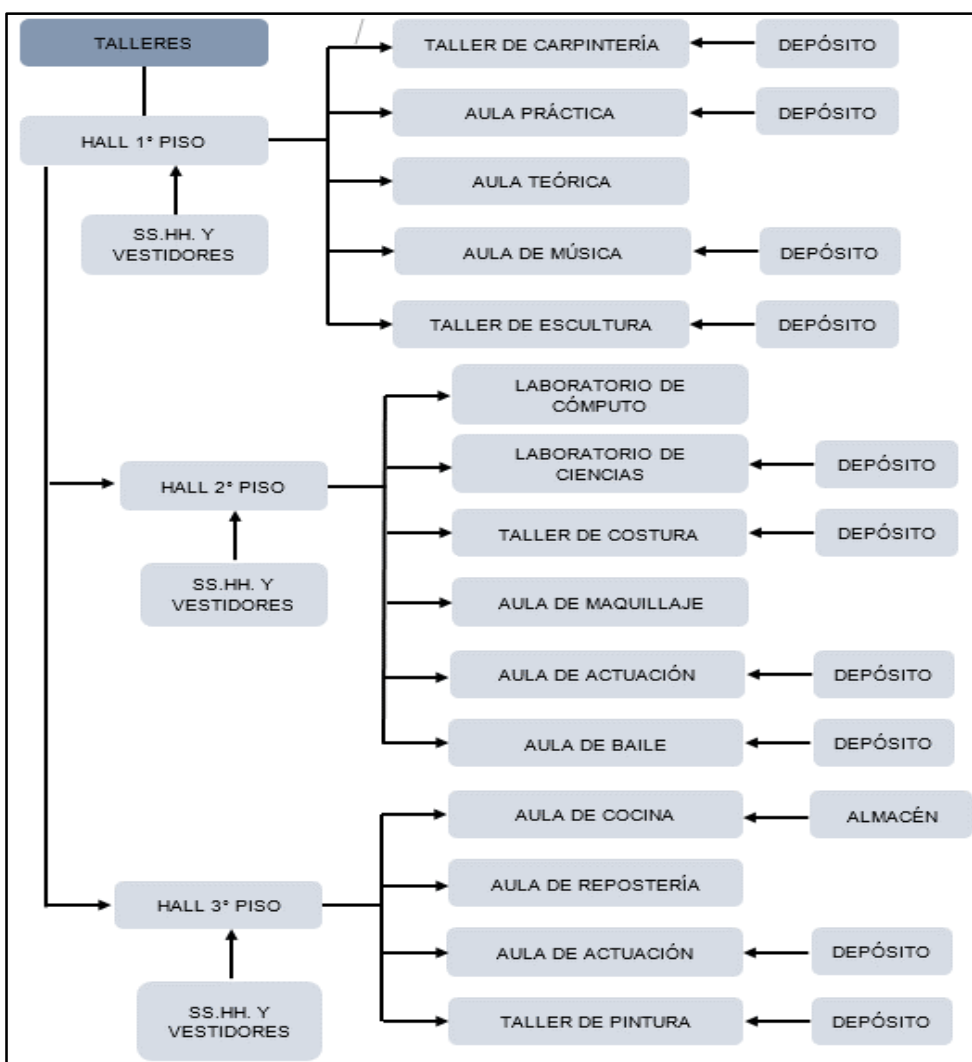 TALLERES
HALL 1° PISO
SS.HH. Y
VESTIDORES
TALLER DE CARPINTERÍA
DEPÓSITO
AULA PRÁCTICA
DEPÓSITO
AULA TEÓRICA
AULA DE MÚSICA
DEPÓSITO
TALLER DE ESCULTURA
DEPÓSITO
HALL 2° PISO
SS.HH. Y
VESTIDORES
LABORATORIO DE
CÓMPUTO
LABORATORIO DE
CIENCIAS
DEPÓSITO
TALLER DE COSTURA
DEPÓSITO
AULA DE MAQUILLAJE
AULA DE ACTUACIÓN
DEPÓSITO
AULA DE BAILE
DEPÓSITO
HALL 3° PISO
SS.HH. Y
VESTIDORES
AULA DE COCINA
ALMACÉN
AULA DE REPOSTERÍA
AULA DE ACTUACIÓN
DEPÓSITO
TALLER DE PINTURA
DEPÓSITO